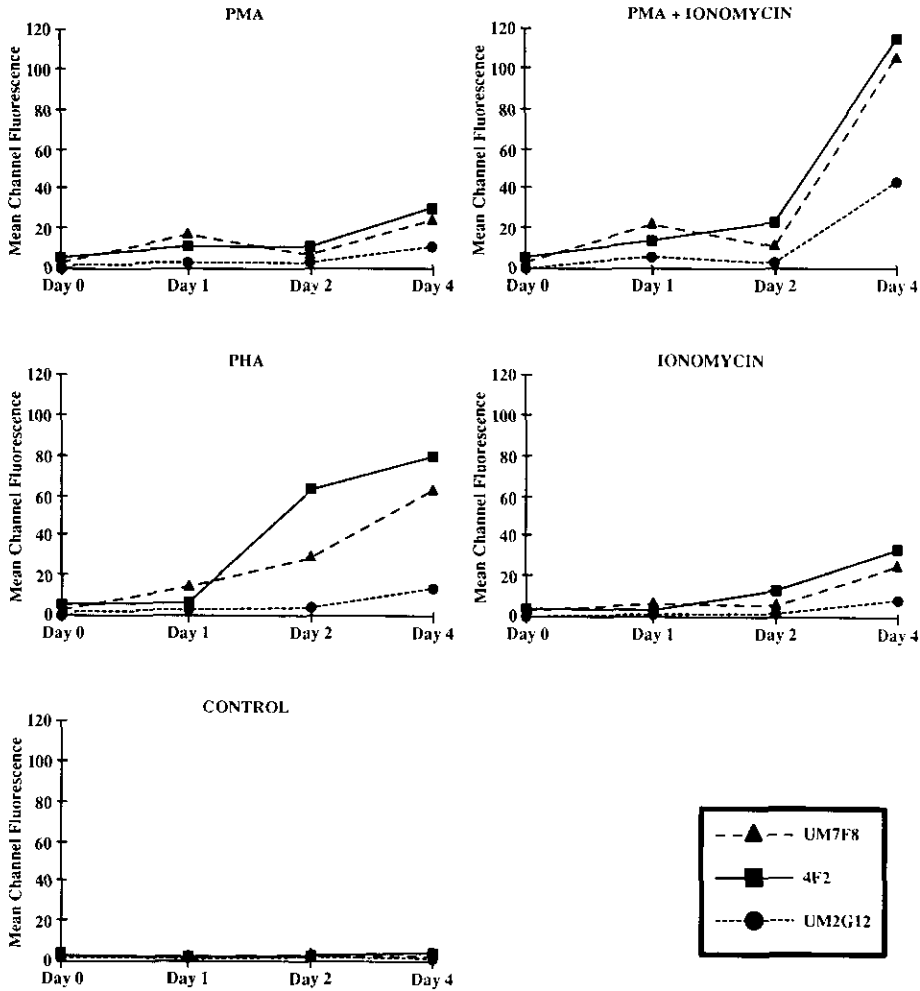 PMA
Mean Channel Fluorescence
120
100
80
60
40
20
0
Day 0
Day 1
Day 2
Day 4
PMA + IONOMYCIN
Mean Channel Fluorescence
120
100
80
60
40
20
0
Day 0
Day 1
Day 2
Day 4
PHA
Mean Channel Fluorescence
120
100
80
60
40
20
0
Day 0
Day 1
Day 2
Day 4
IONOMYCIN
Mean Channel Fluorescence
120
100
80
60
40
20
0
Day 0
Day 1
Day 2
Day 4
CONTROL
Mean Channel Fluorescence
120
100
80
60
40
20
0
Day 0
Day 1
Day 2
Day 4
UM7F8
4F2
UM2G12